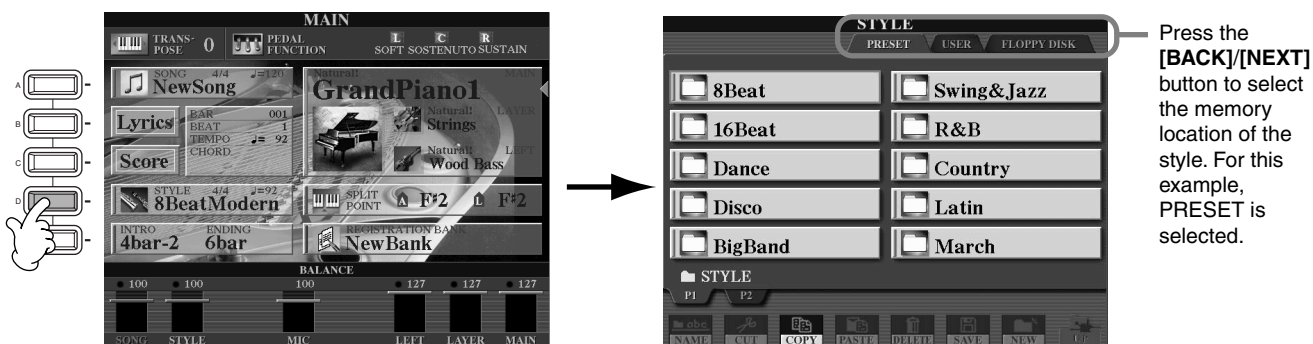 MAIN
TRANS-
POSE 0
PEDAL
FUNCTION
L C R
SOFT SOSTENUTO SUSTAIN
A
B
C
D
SONG 4/4 ♩=120
NewSong
Lyrics
Score
BAR 001
BEAT 1
TEMPO ♩= 92
CHORD
STYLE 4/4 ♩=92
8BeatModern
INTRO ENDING
4bar-2 6bar
Natural! MAIN
GrandPiano1
Natural! LAYER
Strings
Natural! LEFT
Wood Bass
SPLIT
POINT A F♯2 L F♯2
REGISTRATION BANK
NewBank
BALANCE
100 100 100 127 127 127
SONG STYLE MIC LEFT LAYER MAIN
STYLE
PRESET USER FLOPPY DISK
8Beat Swing&Jazz
16Beat R&B
Dance Country
Disco Latin
BigBand March
STYLE
P1 P2
abc
NAME CUT COPY PASTE DELETE SAVE NEW UP
Press the
[BACK]/[NEXT]
button to select
the memory
location of the
style. For this
example,
PRESET is
selected.